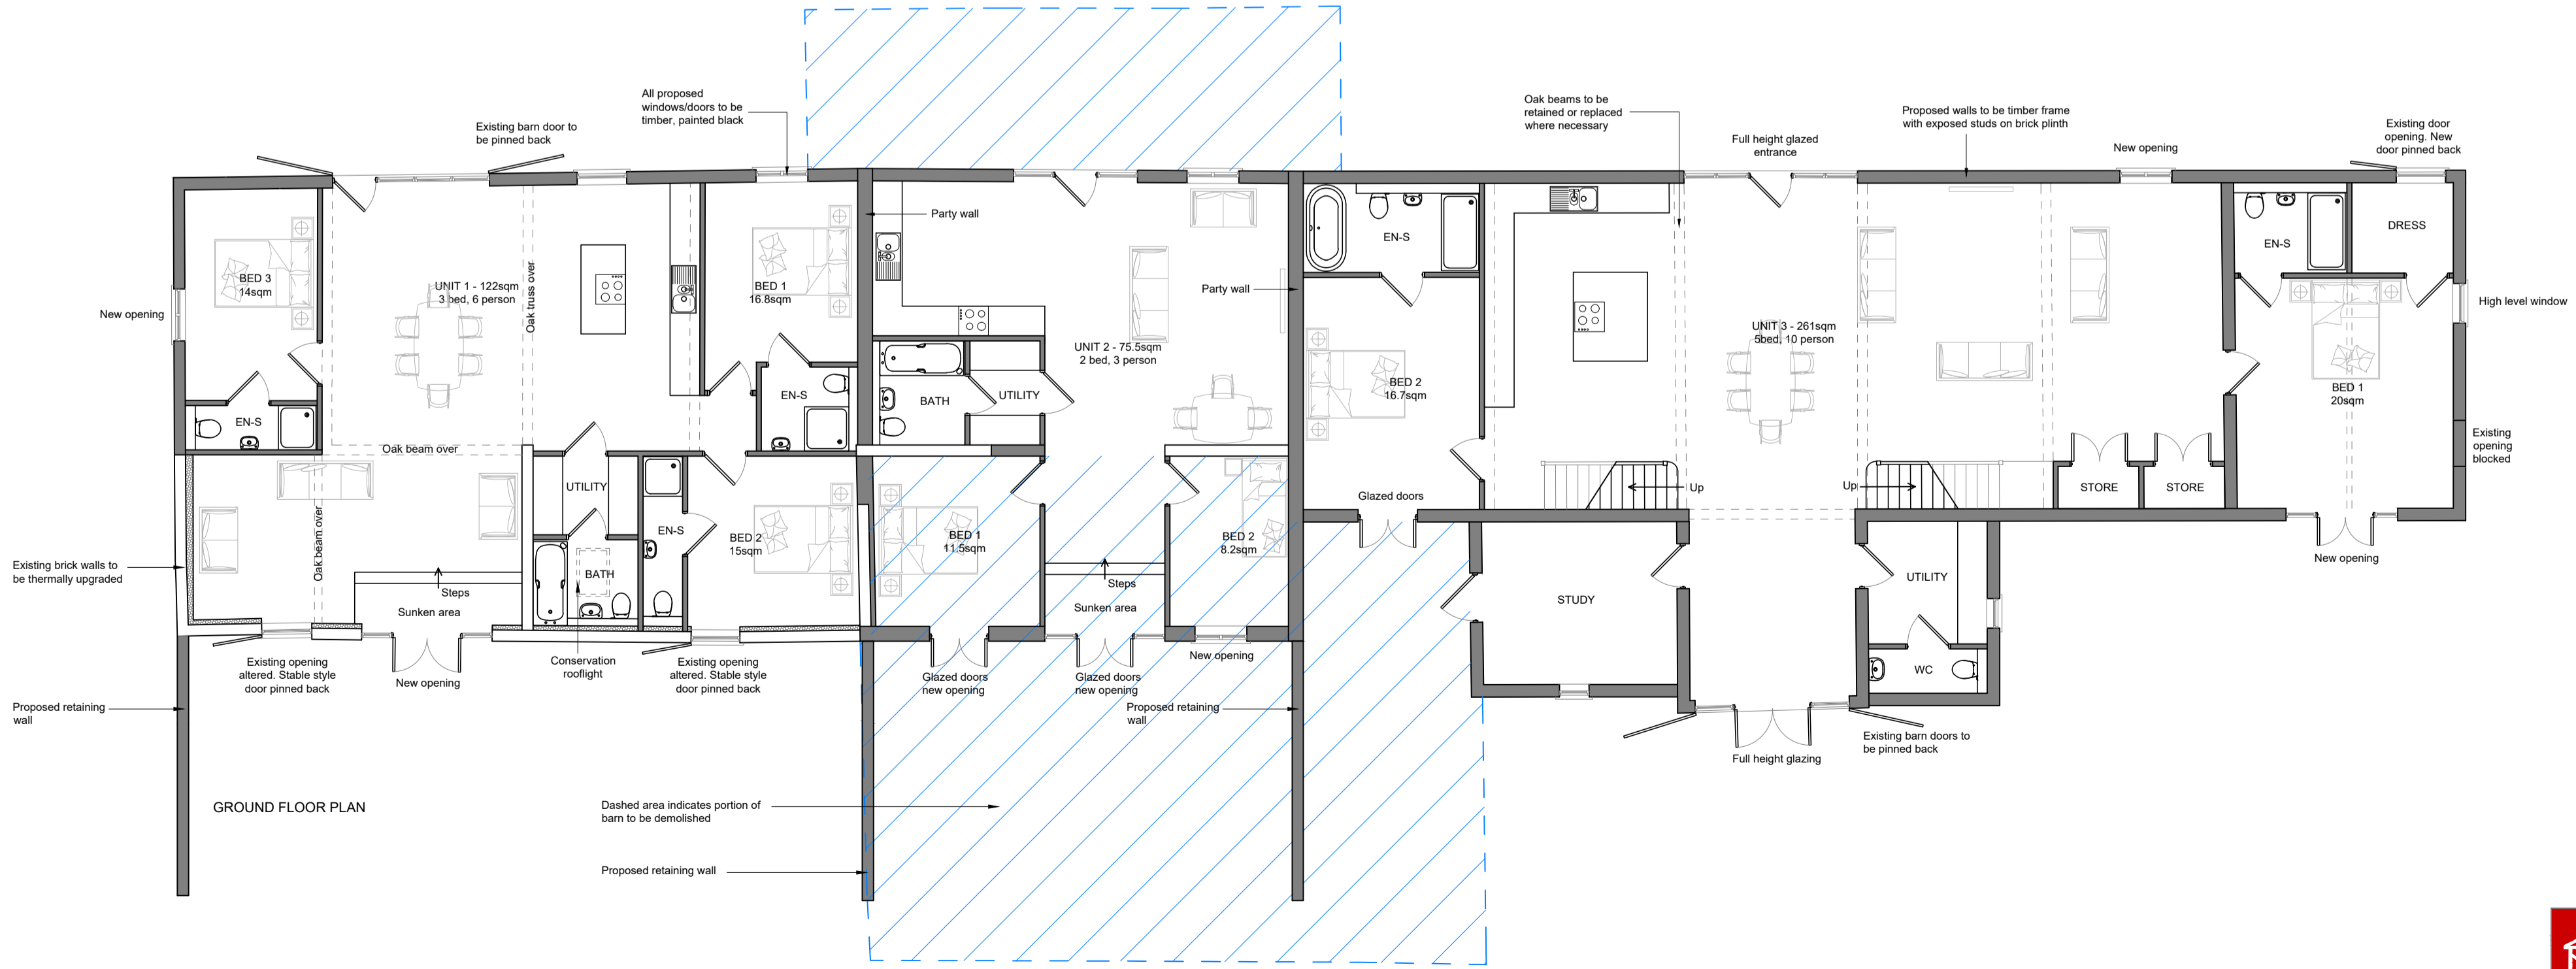 All proposed
windows/doors to be
timber, painted black
Existing barn door to
be pinned back
Oak beams to be
retained or replaced
where necessary
Full height glazed
entrance
Proposed walls to be timber frame
with exposed studs on brick plinth
New opening
Existing door
opening. New
door pinned back
Party wall
EN-S
EN-S
DRESS
BED 3
14sqm
UNIT 1 - 122sqm
3 bed, 6 person
Oak truss over
BED 1
16.8sqm
Party wall
High level window
New opening
UNIT 2 - 75.5sqm
2 bed, 3 person
UNIT 3 - 261sqm
5bed, 10 person
BED 2
16.7sqm
BED 1
20sqm
EN-S
BATH
UTILITY
EN-S
Oak beam over
Existing
opening
blocked
UTILITY
Glazed doors
Up
Up
STORE
STORE
Oak beam over
EN-S
BED 2
15sqm
BED 1
11.5sqm
BED 2
8.2sqm
New opening
Existing brick walls to
be thermally upgraded
BATH
Steps
Sunken area
Steps
Sunken area
STUDY
UTILITY
Existing opening
altered. Stable style
door pinned back
New opening
Conservation
rooflight
Existing opening
altered. Stable style
door pinned back
Glazed doors
new opening
Glazed doors
new opening
New opening
WC
Proposed retaining
wall
Proposed retaining
wall
Existing barn doors to
be pinned back
Full height glazing
GROUND FLOOR PLAN
Dashed area indicates portion of
barn to be demolished
Proposed retaining wall